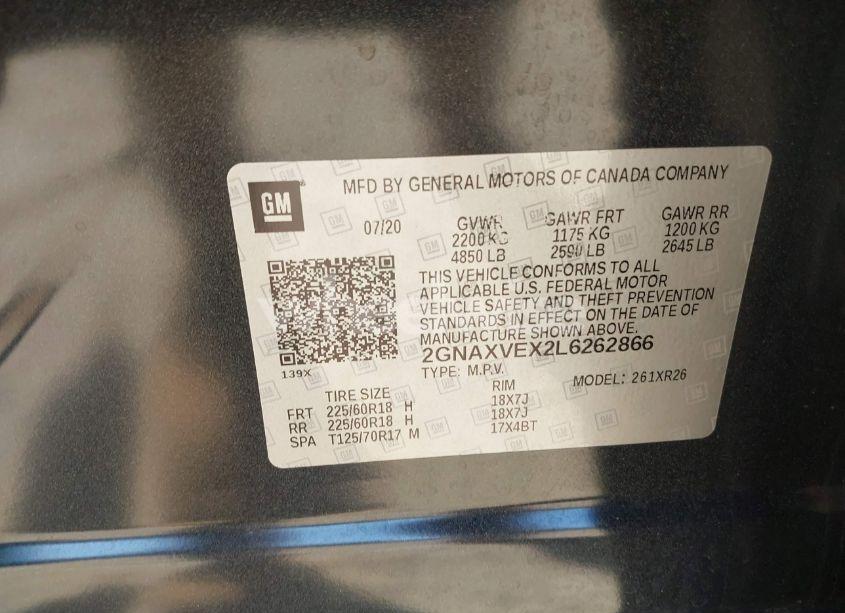 GM
MFD BY GENERAL MOTORS OF CANADA COMPANY
07/20 GVWR GAWR FRT GAWR RR
2200 KG 1175 KG 1200 KG
4850 LB 2590 LB 2645 LB
THIS VEHICLE CONFORMS TO ALL
APPLICABLE U.S. FEDERAL MOTOR
VEHICLE SAFETY AND THEFT PREVENTION
STANDARDS IN EFFECT ON THE DATE OF
MANUFACTURE SHOWN ABOVE.
2GNAXVEX2L6262866
139X TYPE: M.P.V. MODEL: 261XR26
TIRE SIZE RIM
FRT 225/60R18 H 18X7J
RR 225/60R18 H 18X7J
SPA T125/70R17 M 17X4BT